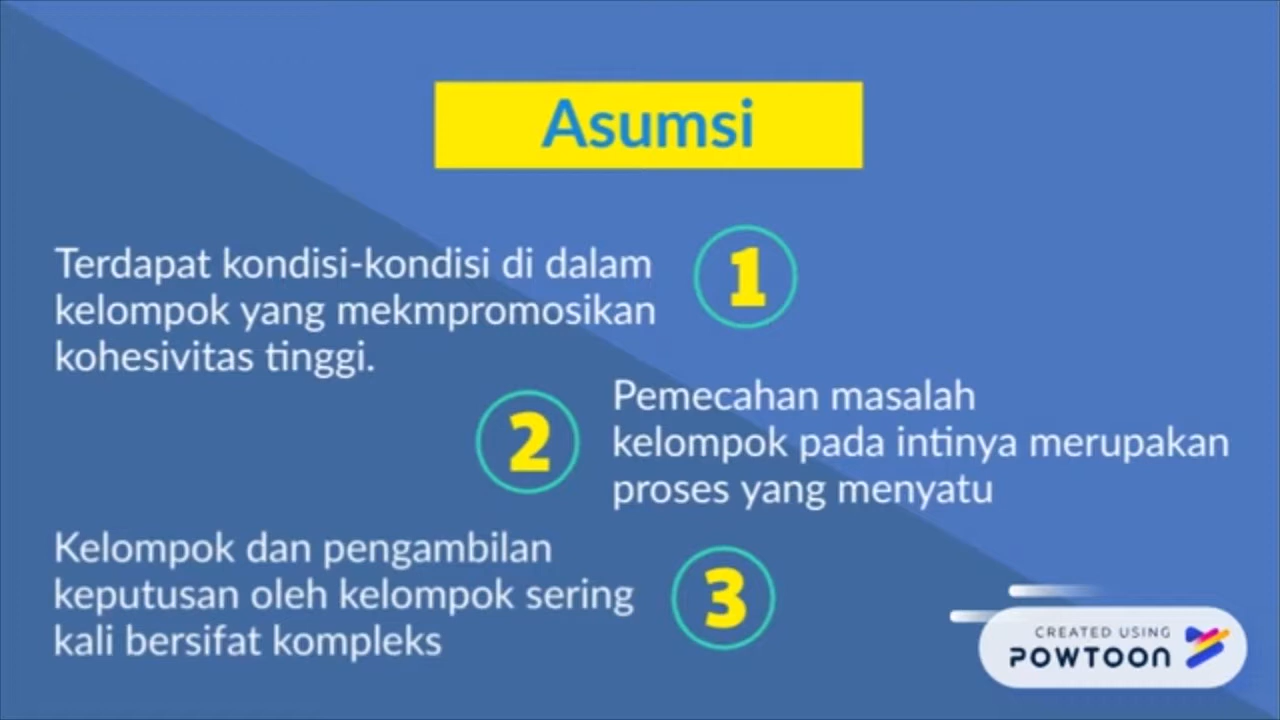 Asumsi
Terdapat kondisi-kondisi di dalam
kelompok yang mekmpromosikan
kohesivitas tinggi.
1
2
Pemecahan masalah
kelompok pada intinya merupakan
proses yang menyatu
Kelompok dan pengambilan
keputusan oleh kelompok sering
kali bersifat kompleks
3
CREATED USING
POWTOON